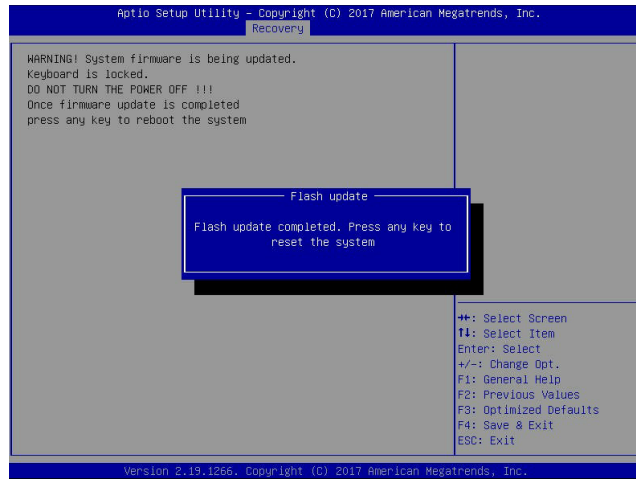 Aptio Setup Utility – Copyright (C) 2017 American Megatrends, Inc.
Recovery
WARNING! System firmware is being updated.
Keyboard is locked.
DO NOT TURN THE POWER OFF !!!
Once firmware update is completed
press any key to reboot the system
Flash update
Flash update completed. Press any key to
reset the system
→←: Select Screen
↑↓: Select Item
Enter: Select
+/-: Change Opt.
F1: General Help
F2: Previous Values
F3: Optimized Defaults
F4: Save & Exit
ESC: Exit
Version 2.19.1266. Copyright (C) 2017 American Megatrends, Inc.